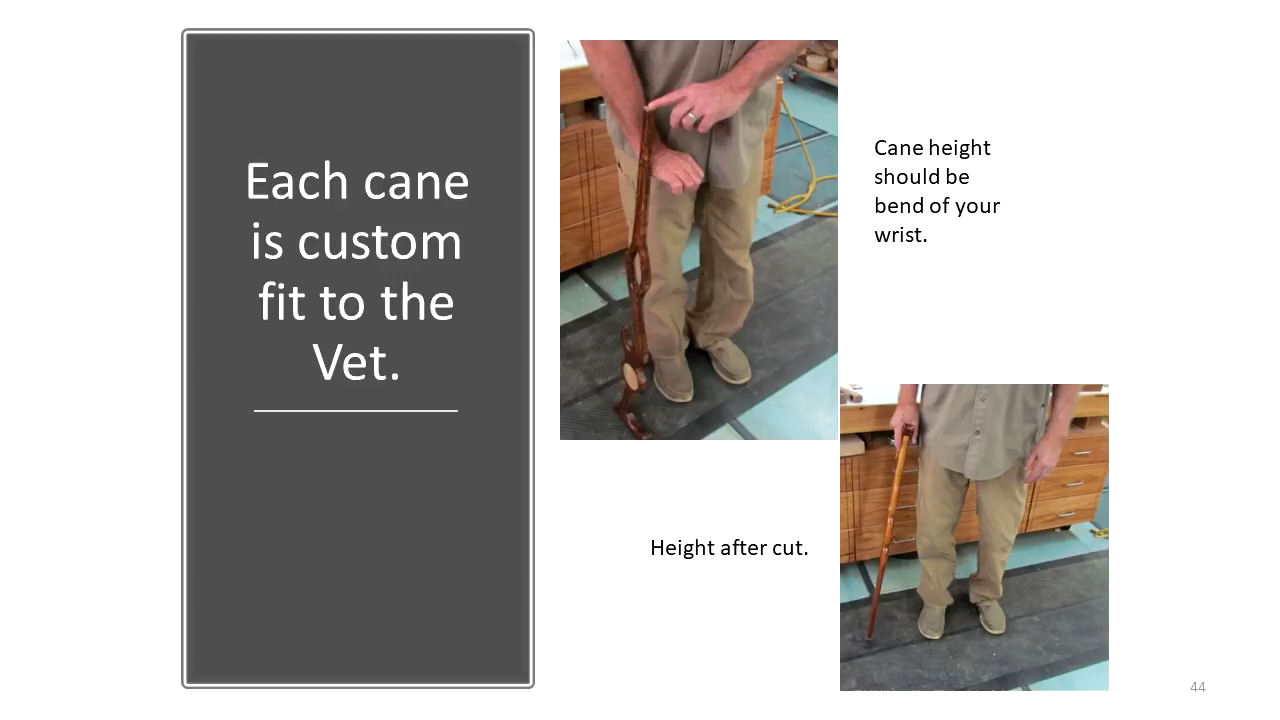 Each cane
is custom
fit to the
Vet.
Cane height
should be
bend of your
wrist.
Height after cut.
44